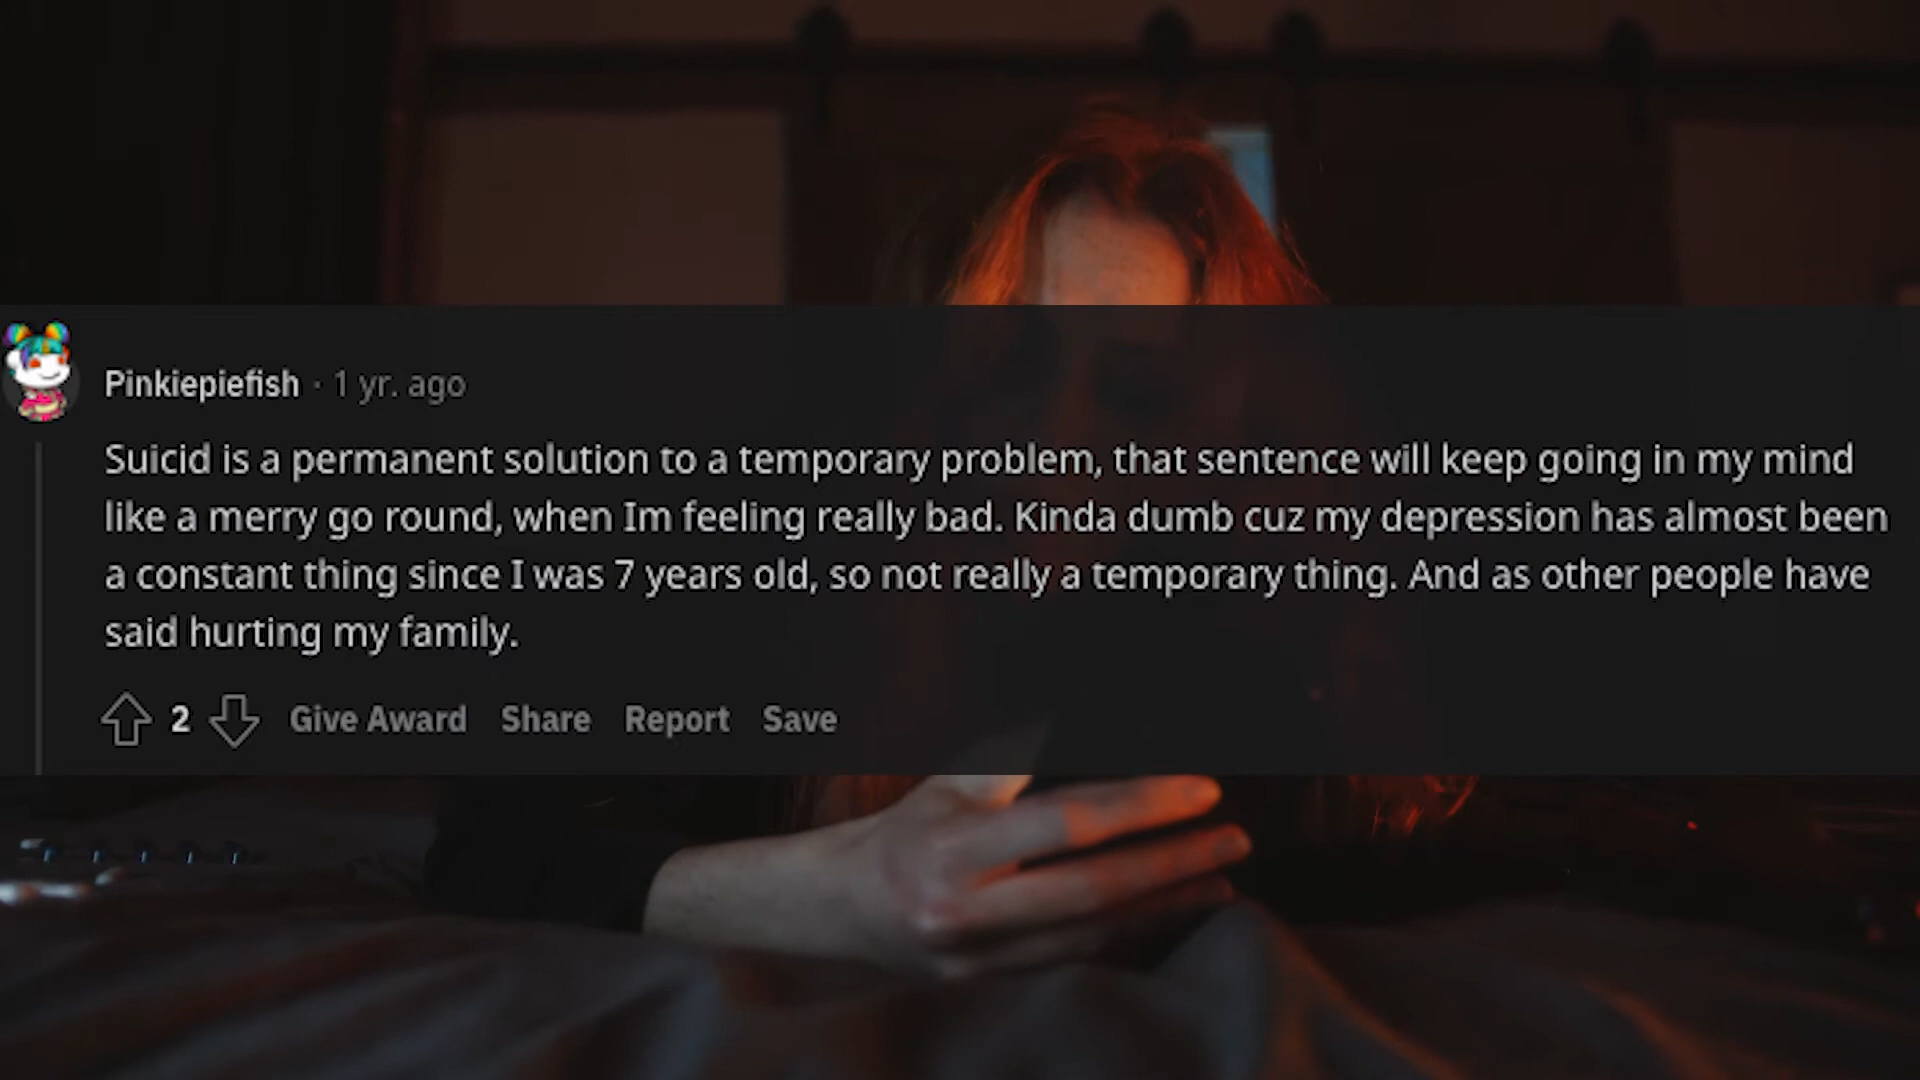 Pinkiepiefish · 1 yr. ago
Suicid is a permanent solution to a temporary problem, that sentence will keep going in my mind
like a merry go round, when Im feeling really bad. Kinda dumb cuz my depression has almost been
a constant thing since I was 7 years old, so not really a temporary thing. And as other people have
said hurting my family.
2 Give Award Share Report Save